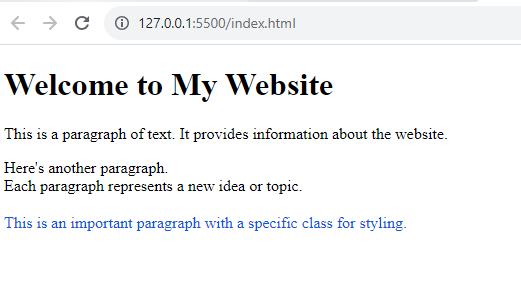 127.0.0.1:5500/index.html
Welcome to My Website
This is a paragraph of text. It provides information about the website.
Here's another paragraph.
Each paragraph represents a new idea or topic.
This is an important paragraph with a specific class for styling.